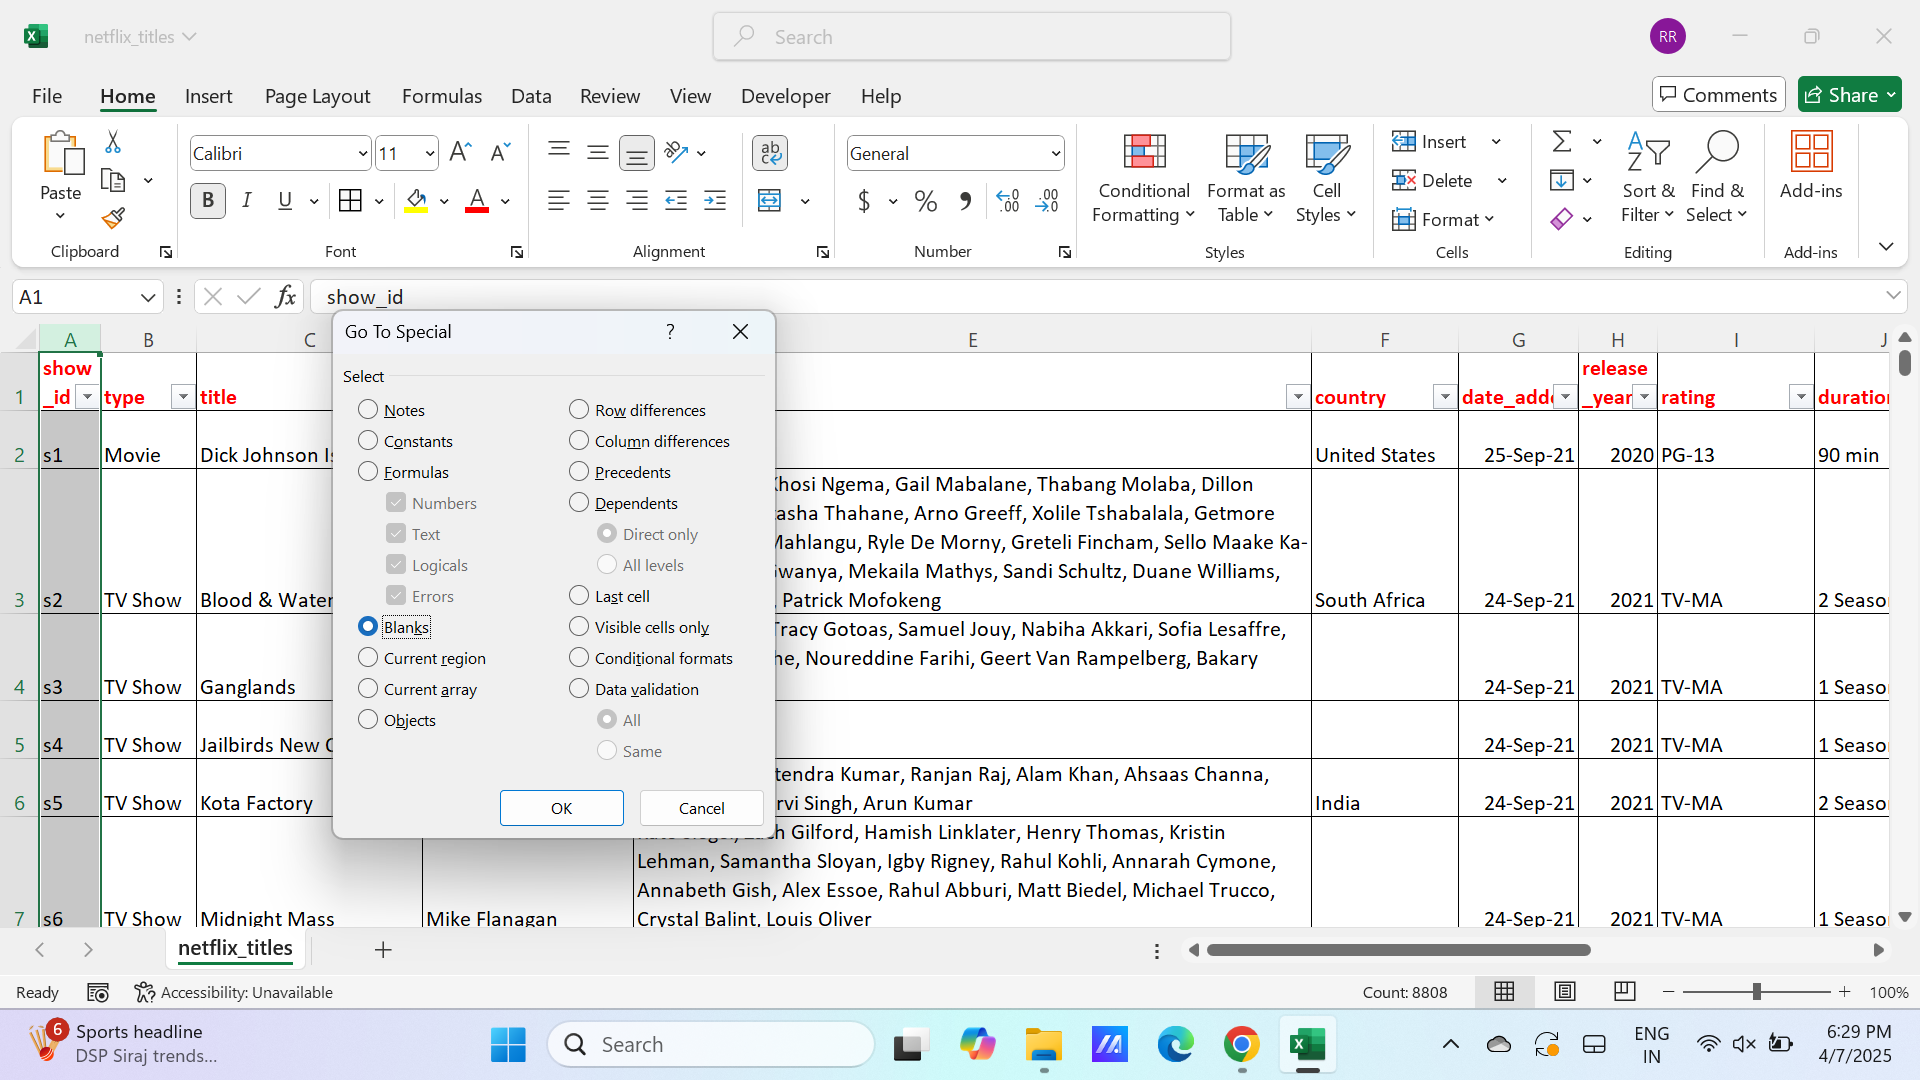 netflix_titles
Search
RR
File
Home
Insert
Page Layout
Formulas
Data
Review
View
Developer
Help
Comments
Share
Paste
Clipboard
Calibri
11
B I U
A
Font
ab
Alignment
General
$ % ,
Number
Conditional
Formatting
Format as
Table
Cell
Styles
Styles
Insert
Delete
Format
Cells
Sort &
Filter
Find &
Select
Editing
Add-ins
Add-ins
A1
fx
show_id
Go To Special
?
Select
Notes
Constants
Formulas
Numbers
Text
Logicals
Errors
Blanks
Current region
Current array
Objects
Row differences
Column differences
Precedents
Dependents
Direct only
All levels
Last cell
Visible cells only
Conditional formats
Data validation
All
Same
OK
Cancel
A B C E F G H I J
show
_id type title country date_adde release
_year rating duration
1
2 s1 Movie Dick Johnson Is United States 25-Sep-21 2020 PG-13 90 min
Khosi Ngema, Gail Mabalane, Thabang Molaba, Dillon
asha Thahane, Arno Greeff, Xolile Tshabalala, Getmore
Mahlangu, Ryle De Morny, Greteli Fincham, Sello Maake Ka-
wanya, Mekaila Mathys, Sandi Schultz, Duane Williams,
3 s2 TV Show Blood & Water , Patrick Mofokeng South Africa 24-Sep-21 2021 TV-MA 2 Seaso
Tracy Gotoas, Samuel Jouy, Nabiha Akkari, Sofia Lesaffre,
ne, Noureddine Farihi, Geert Van Rampelberg, Bakary
4 s3 TV Show Ganglands 24-Sep-21 2021 TV-MA 1 Seaso
5 s4 TV Show Jailbirds New O 24-Sep-21 2021 TV-MA 1 Seaso
tendra Kumar, Ranjan Raj, Alam Khan, Ahsaas Channa,
6 s5 TV Show Kota Factory rvi Singh, Arun Kumar India 24-Sep-21 2021 TV-MA 2 Seaso
Kate Siegel, Zach Gilford, Hamish Linklater, Henry Thomas, Kristin
Lehman, Samantha Sloyan, Igby Rigney, Rahul Kohli, Annarah Cymone,
Annabeth Gish, Alex Essoe, Rahul Abburi, Matt Biedel, Michael Trucco,
7 s6 TV Show Midnight Mass Mike Flanagan Crystal Balint, Louis Oliver 24-Sep-21 2021 TV-MA 1 Seaso
netflix_titles
Ready
Accessibility: Unavailable
Count: 8808
100%
6
Sports headline
DSP Siraj trends...
Search
ENG
IN
6:29 PM
4/7/2025